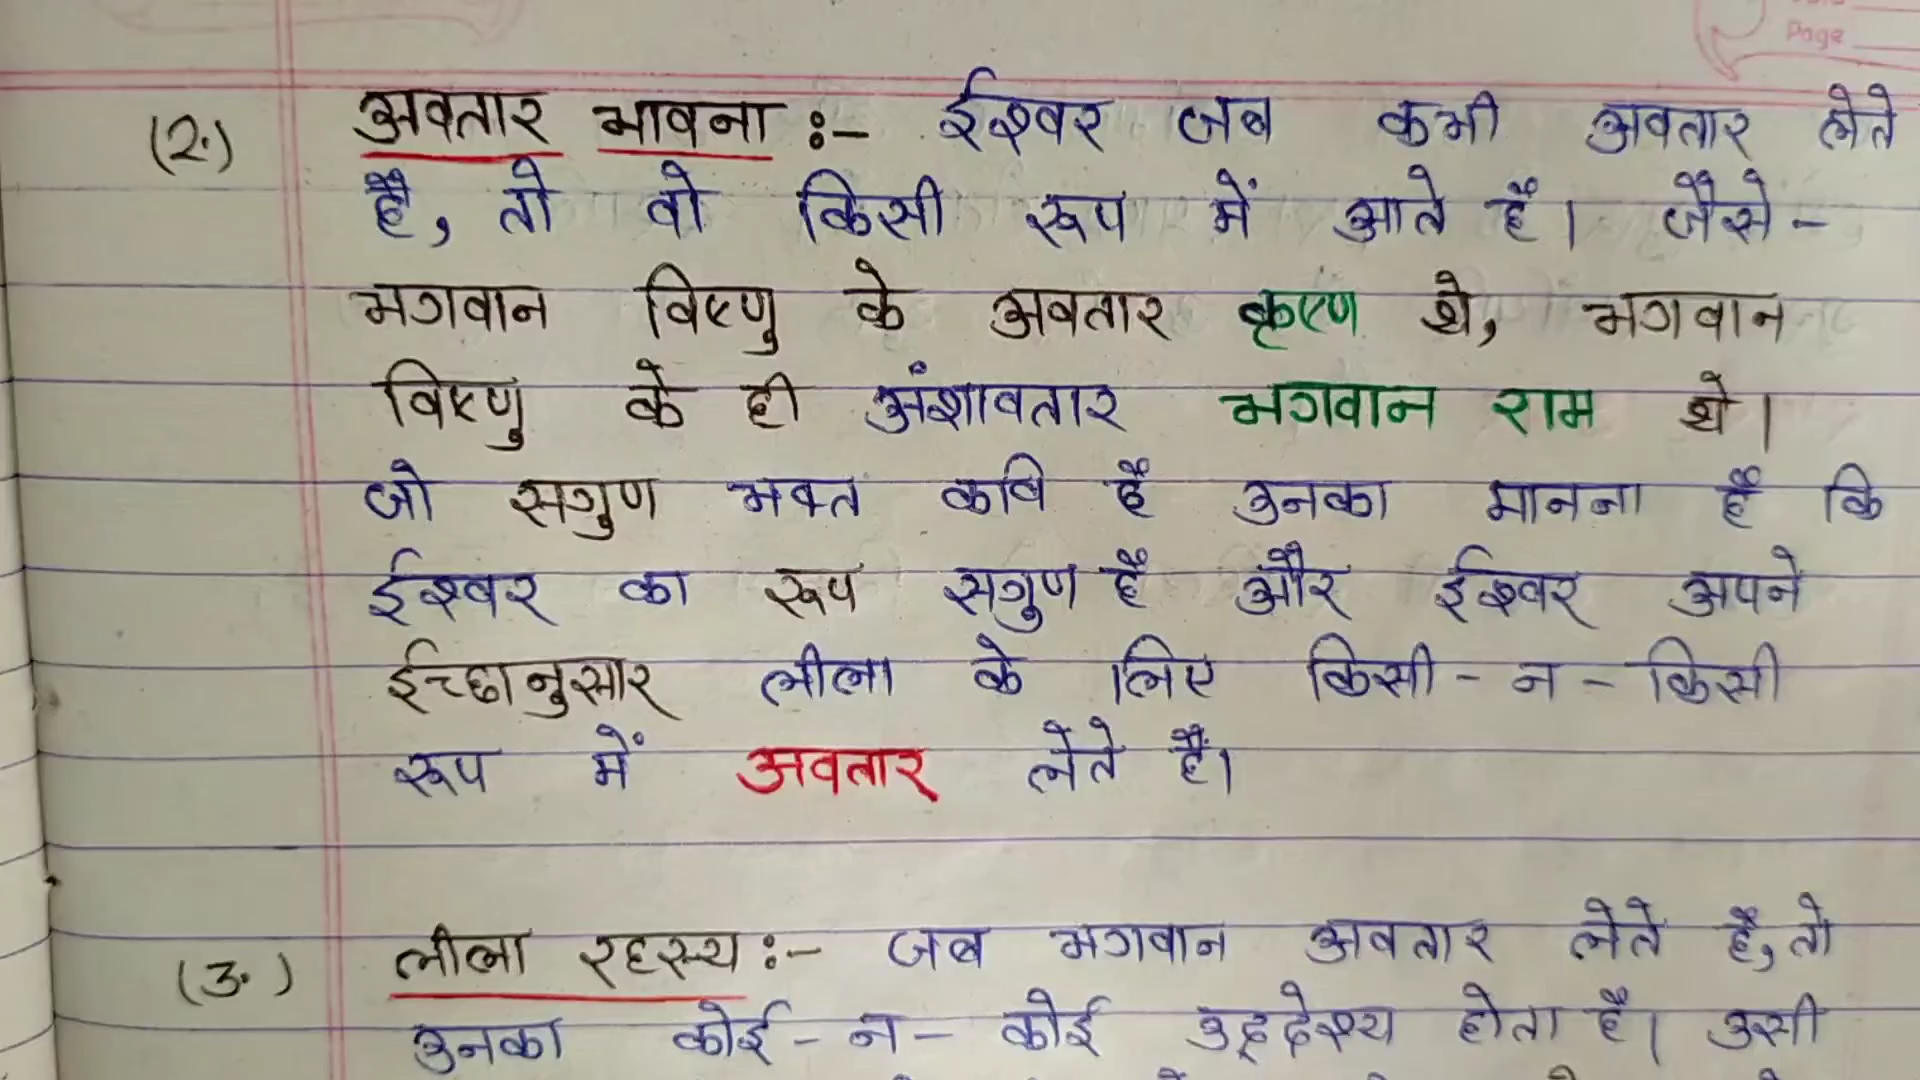 Page
(2.) अवतार भावना :- ईश्वर जब कभी अवतार लेते
है, तो वो किसी रूप में आते है। जैसे -
भगवान विष्णु के अवतार कृष्ण थे, भगवान
विष्णु के ही अंशावतार भगवान राम थे।
जो सगुण भक्त कवि है उनका मानना है कि
ईश्वर का रूप सगुण है और ईश्वर अपने
ईच्छानुसार लीला के लिए किसी - न - किसी
रूप में अवतार लेते हैं।
(3.) लीला रहस्य :- जब भगवान अवतार लेते है, तो
उनका कोई - न - कोई उद्देश्य होता है। उसी